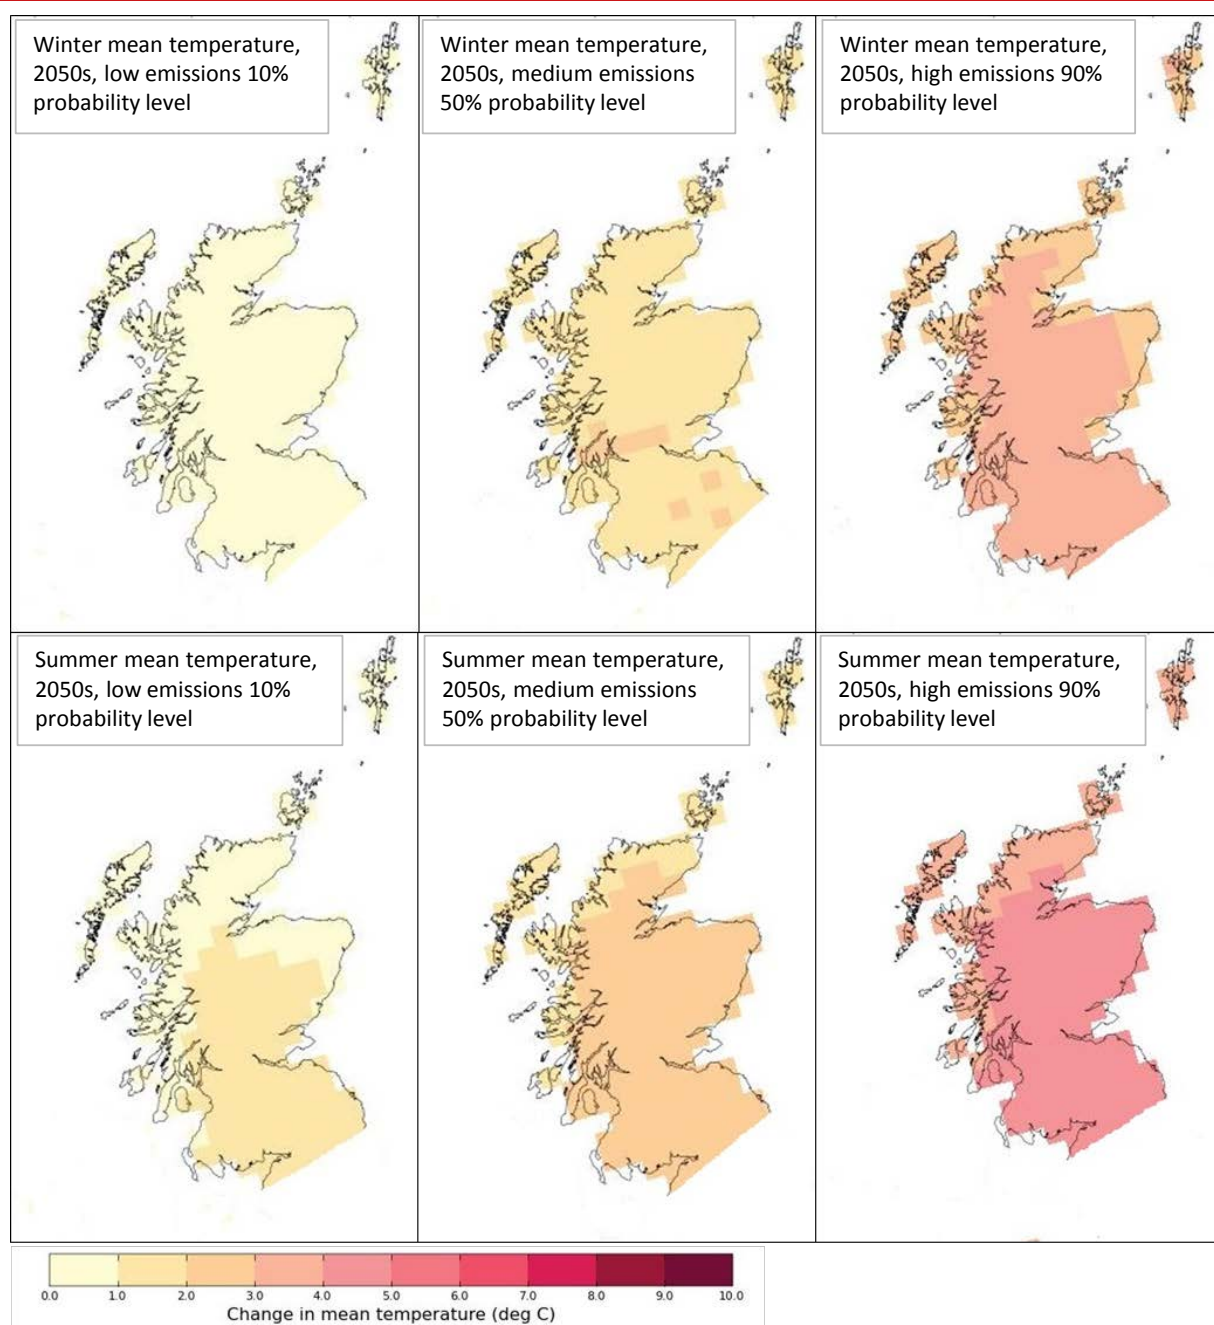 Winter mean temperature,
2050s, low emissions 10%
probability level
Winter mean temperature,
2050s, medium emissions
50% probability level
Winter mean temperature,
2050s, high emissions 90%
probability level
Summer mean temperature,
2050s, low emissions 10%
probability level
Summer mean temperature,
2050s, medium emissions
50% probability level
Summer mean temperature,
2050s, high emissions 90%
probability level
0.0 1.0 2.0 3.0 4.0 5.0 6.0 7.0 8.0 9.0 10.0
Change in mean temperature (deg C)